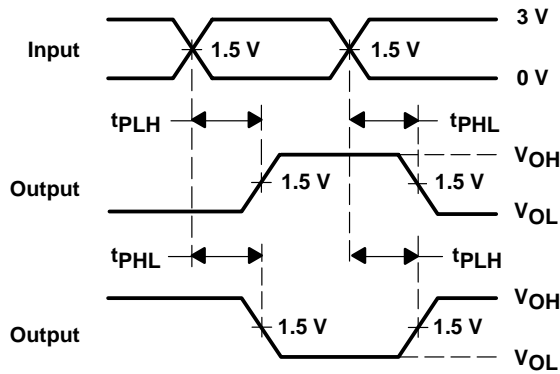 3 V
Input
1.5 V
1.5 V
0 V
tPLH
tPHL
VOH
Output
1.5 V
1.5 V
VOL
tPHL
tPLH
VOH
Output
1.5 V
1.5 V
VOL